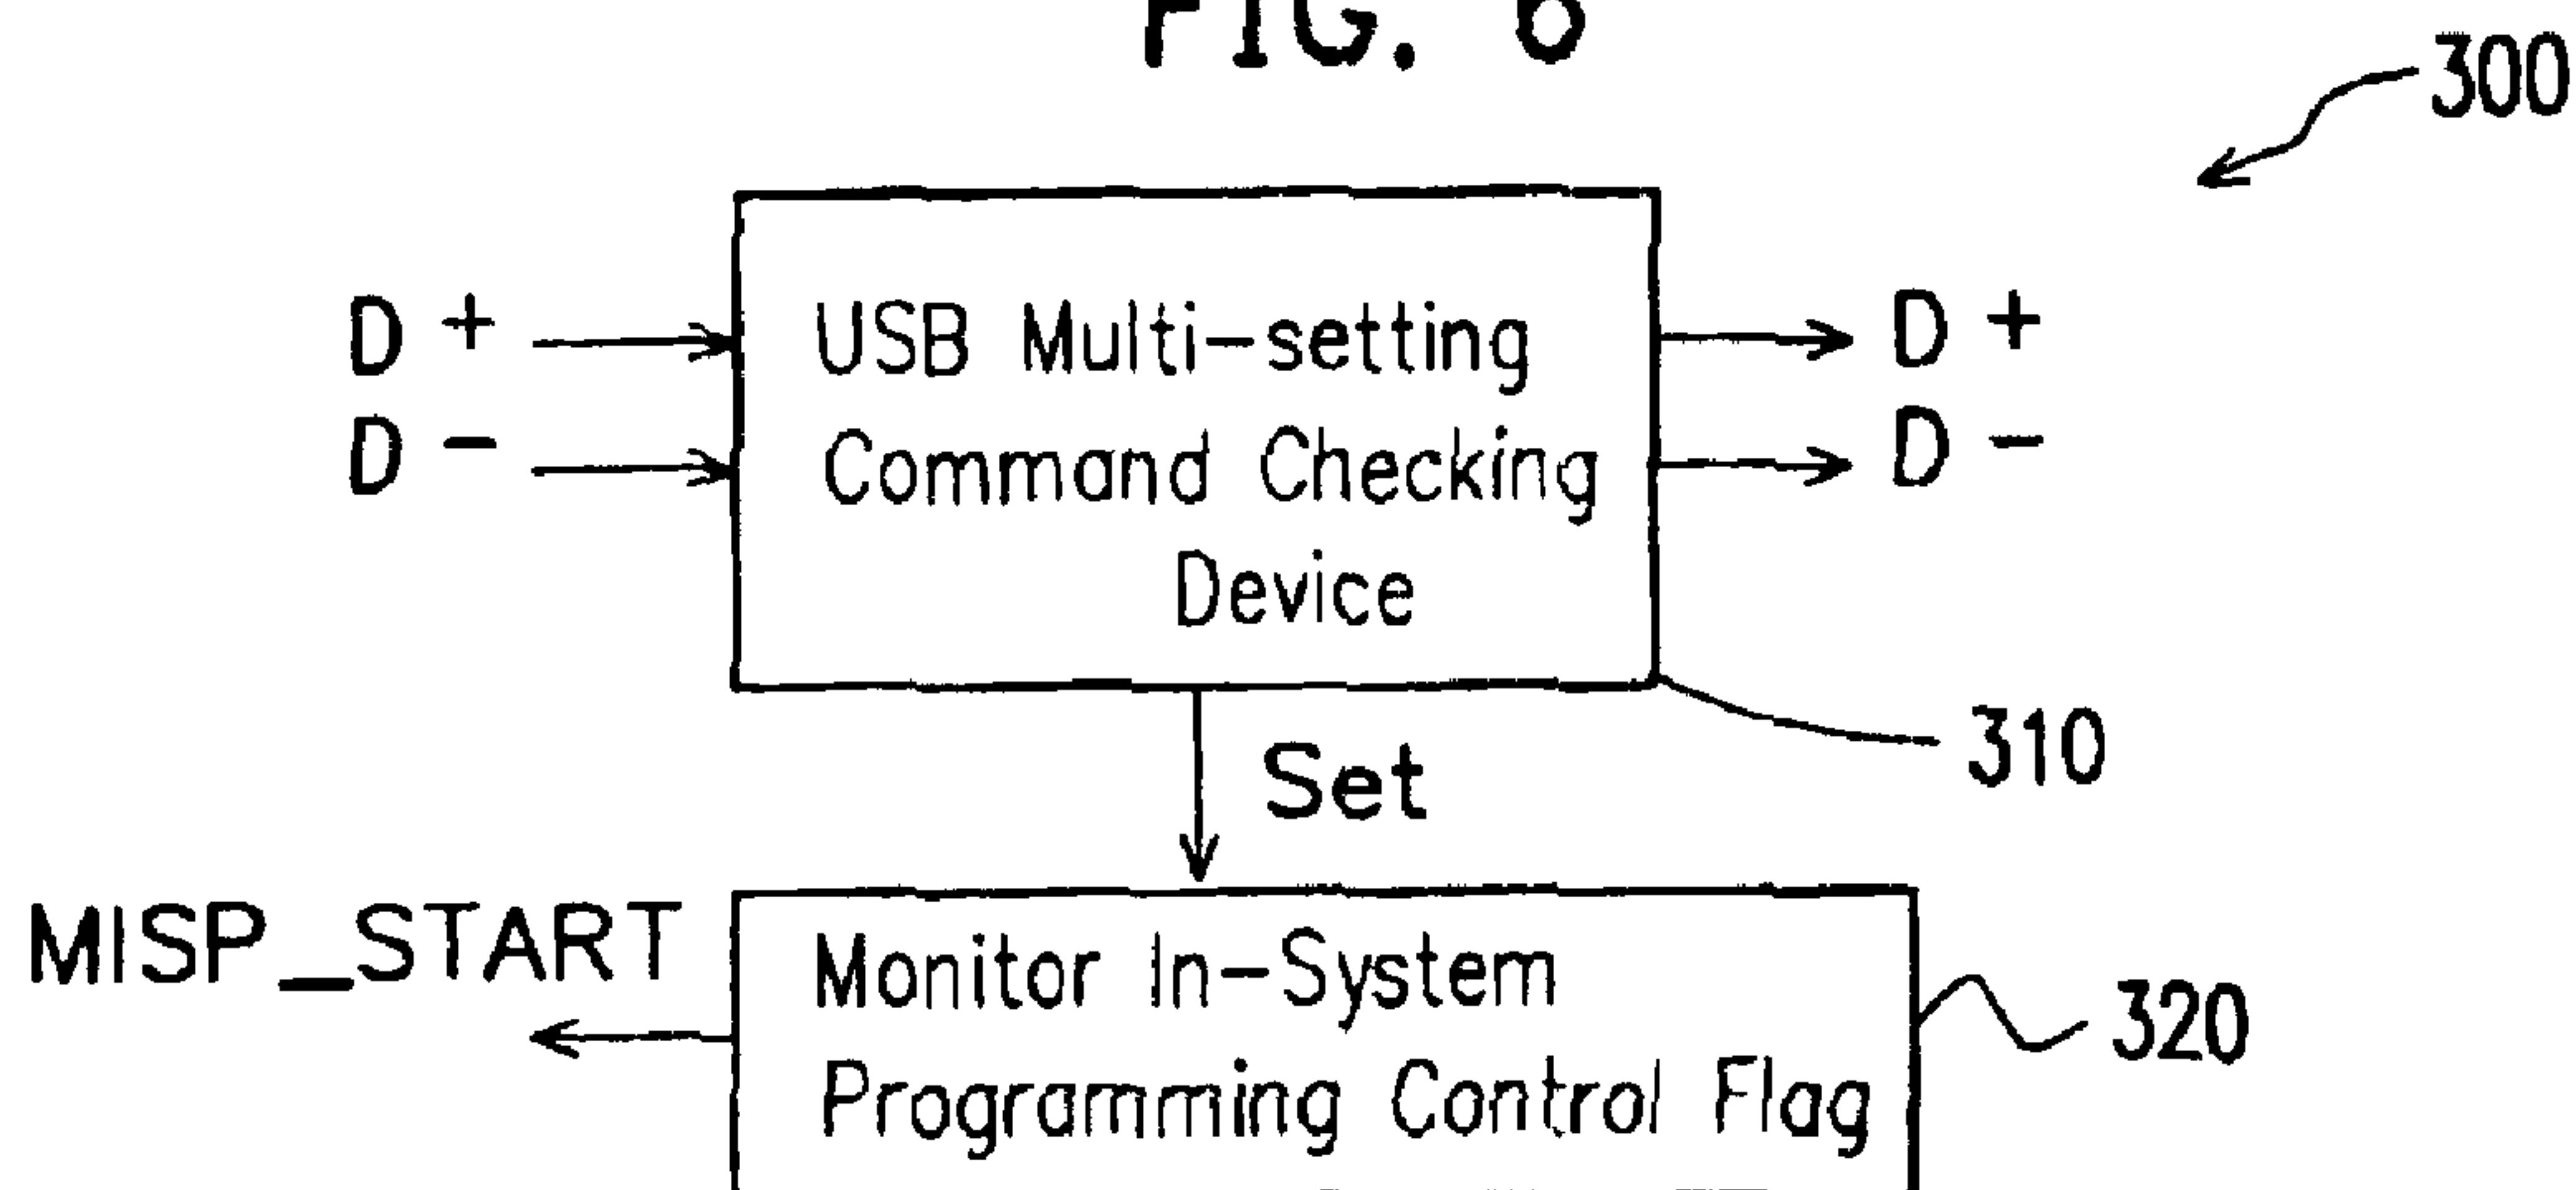 FIG. 6
300
D + USB Multi-setting D +
D - Command Checking D -
Device
310
Set
MISP_START Monitor In-System
320
Programming Control Flag